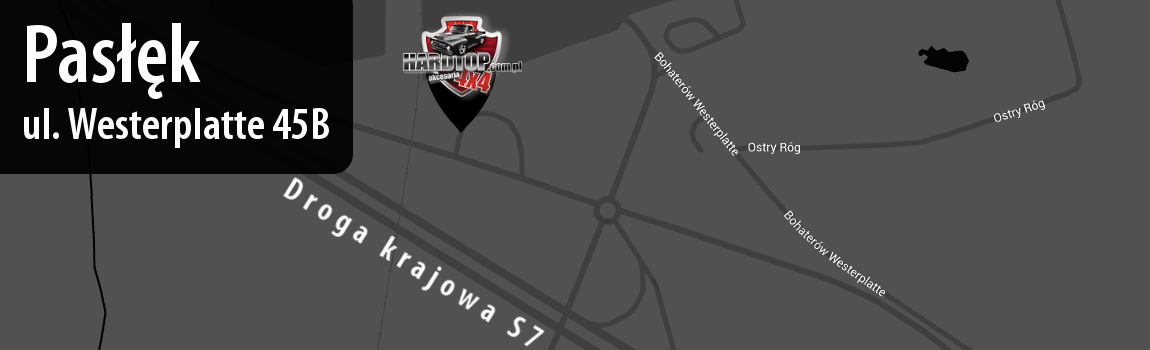 Pasłęk
ul. Westerplatte 45B
HARDTOP.com.pl
akcesoria 4x4
Droga krajowa S7
Bohaterów Westerplatte
Ostry Róg
Ostry Róg
Bohaterów Westerplatte